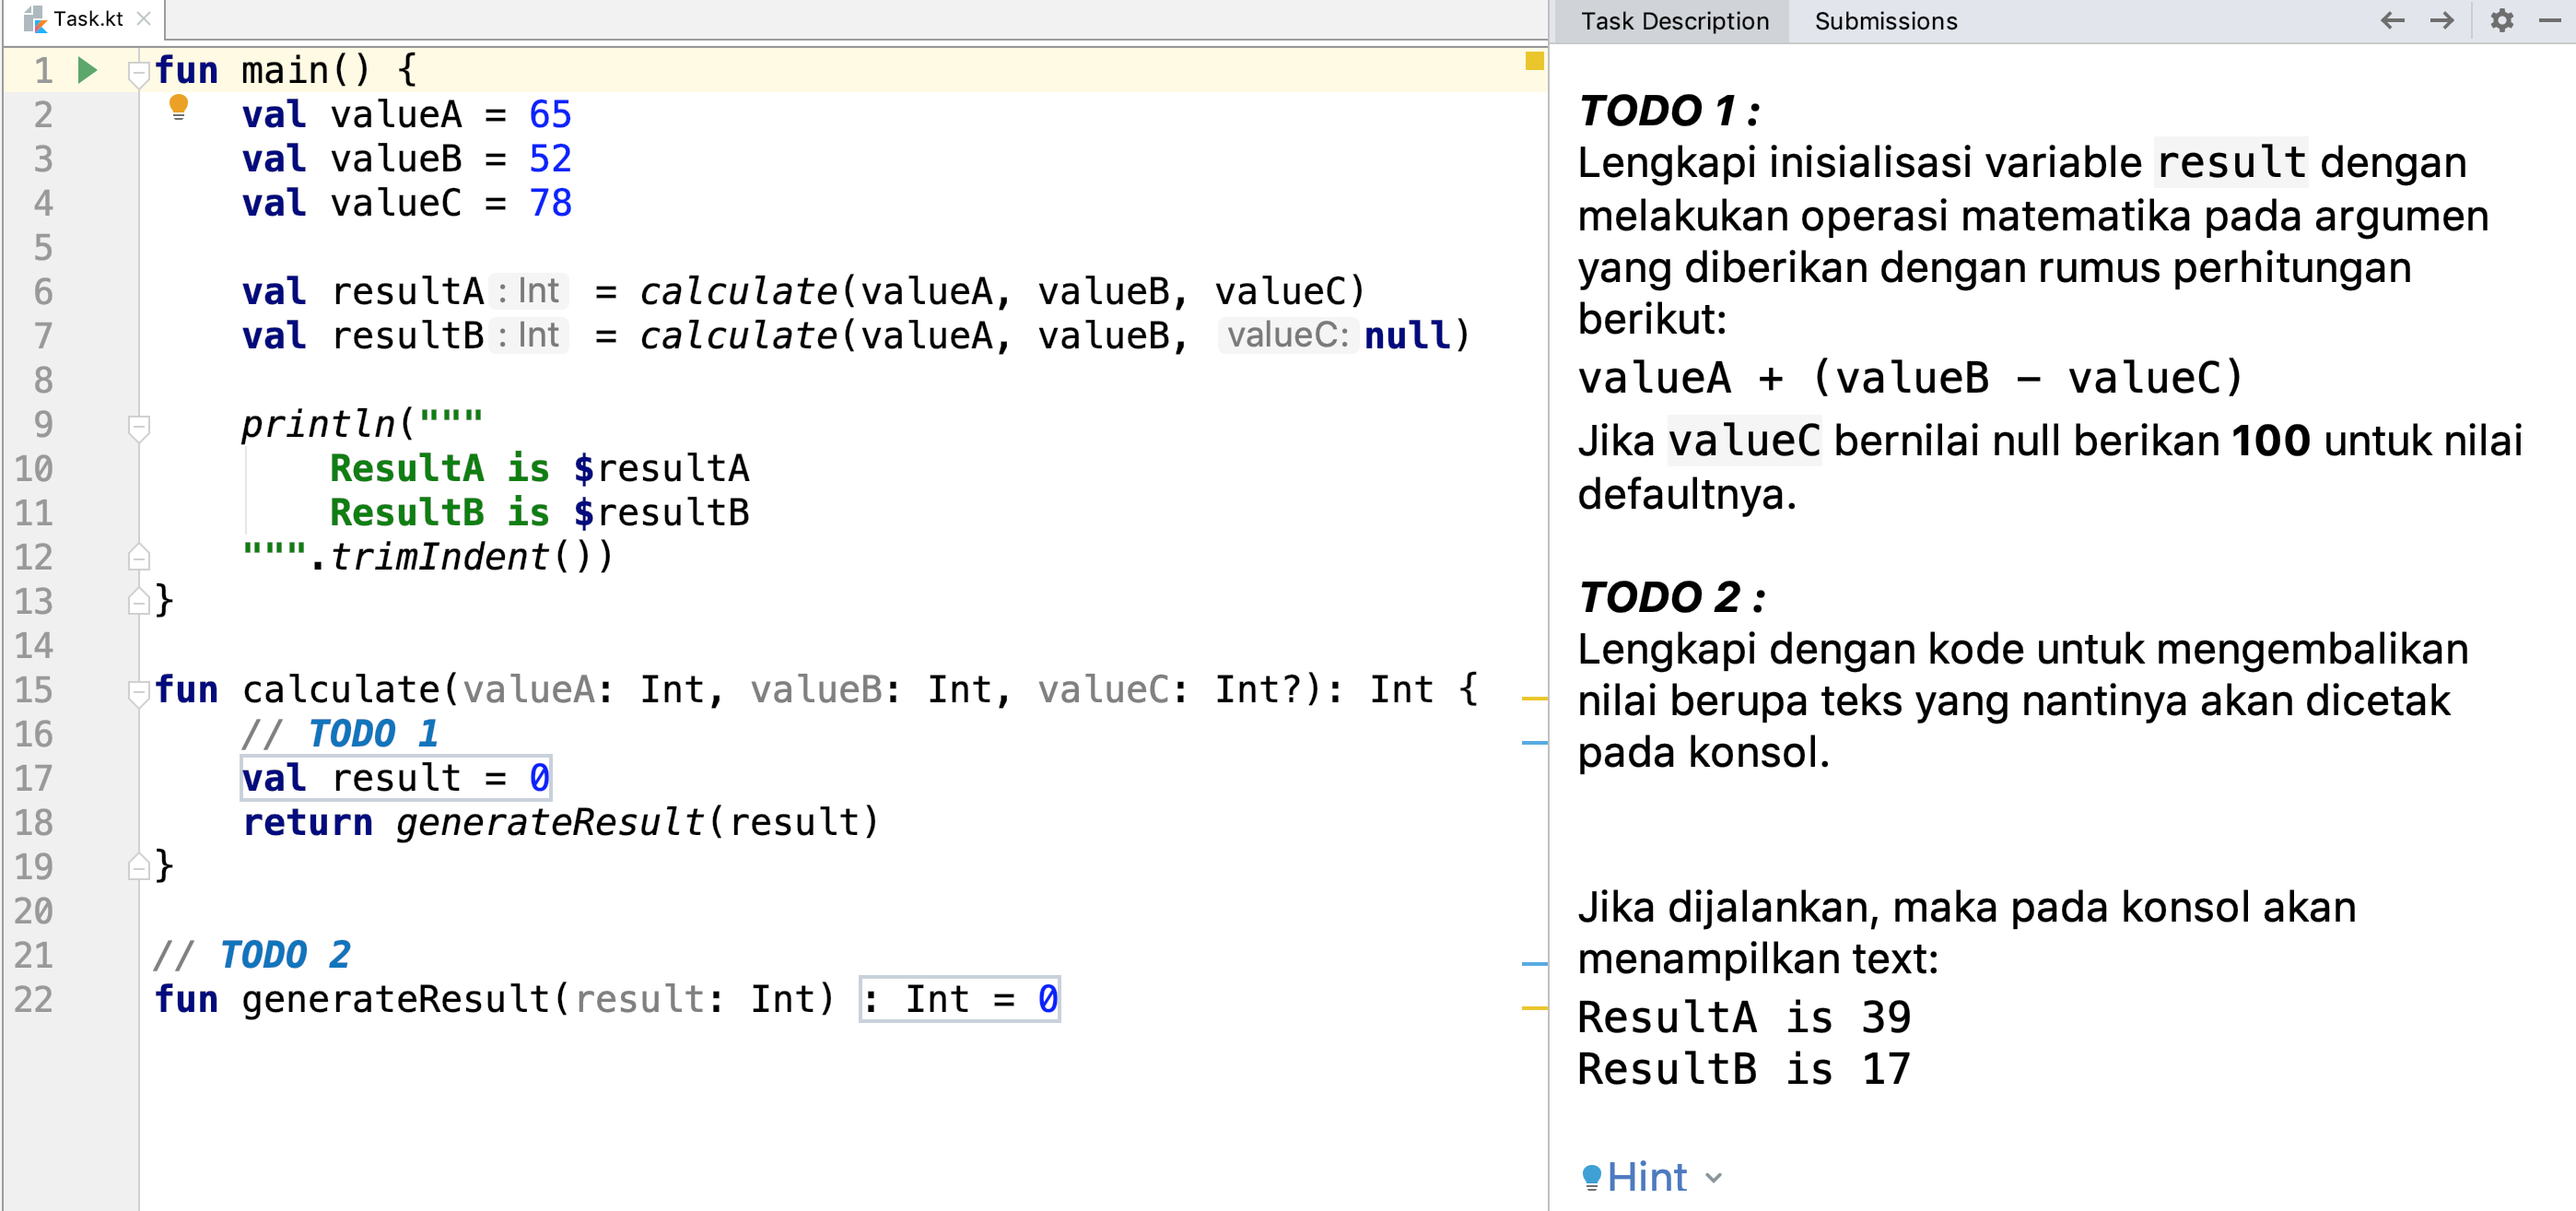 Task.kt
1 fun main() {
2 val valueA = 65
3 val valueB = 52
4 val valueC = 78
5
6 val resultA : Int = calculate(valueA, valueB, valueC)
7 val resultB : Int = calculate(valueA, valueB, valueC: null)
8
9 println("""
10 ResultA is $resultA
11 ResultB is $resultB
12 """.trimIndent())
13 }
14
15 fun calculate(valueA: Int, valueB: Int, valueC: Int?): Int {
16 // TODO 1
17 val result = 0
18 return generateResult(result)
19 }
20
21 // TODO 2
22 fun generateResult(result: Int) : Int = 0
Task Description Submissions
TODO 1 :
Lengkapi inisialisasi variable result dengan
melakukan operasi matematika pada argumen
yang diberikan dengan rumus perhitungan
berikut:
valueA + (valueB - valueC)
Jika valueC bernilai null berikan 100 untuk nilai
defaultnya.
TODO 2 :
Lengkapi dengan kode untuk mengembalikan
nilai berupa teks yang nantinya akan dicetak
pada konsol.
Jika dijalankan, maka pada konsol akan
menampilkan text:
ResultA is 39
ResultB is 17
Hint